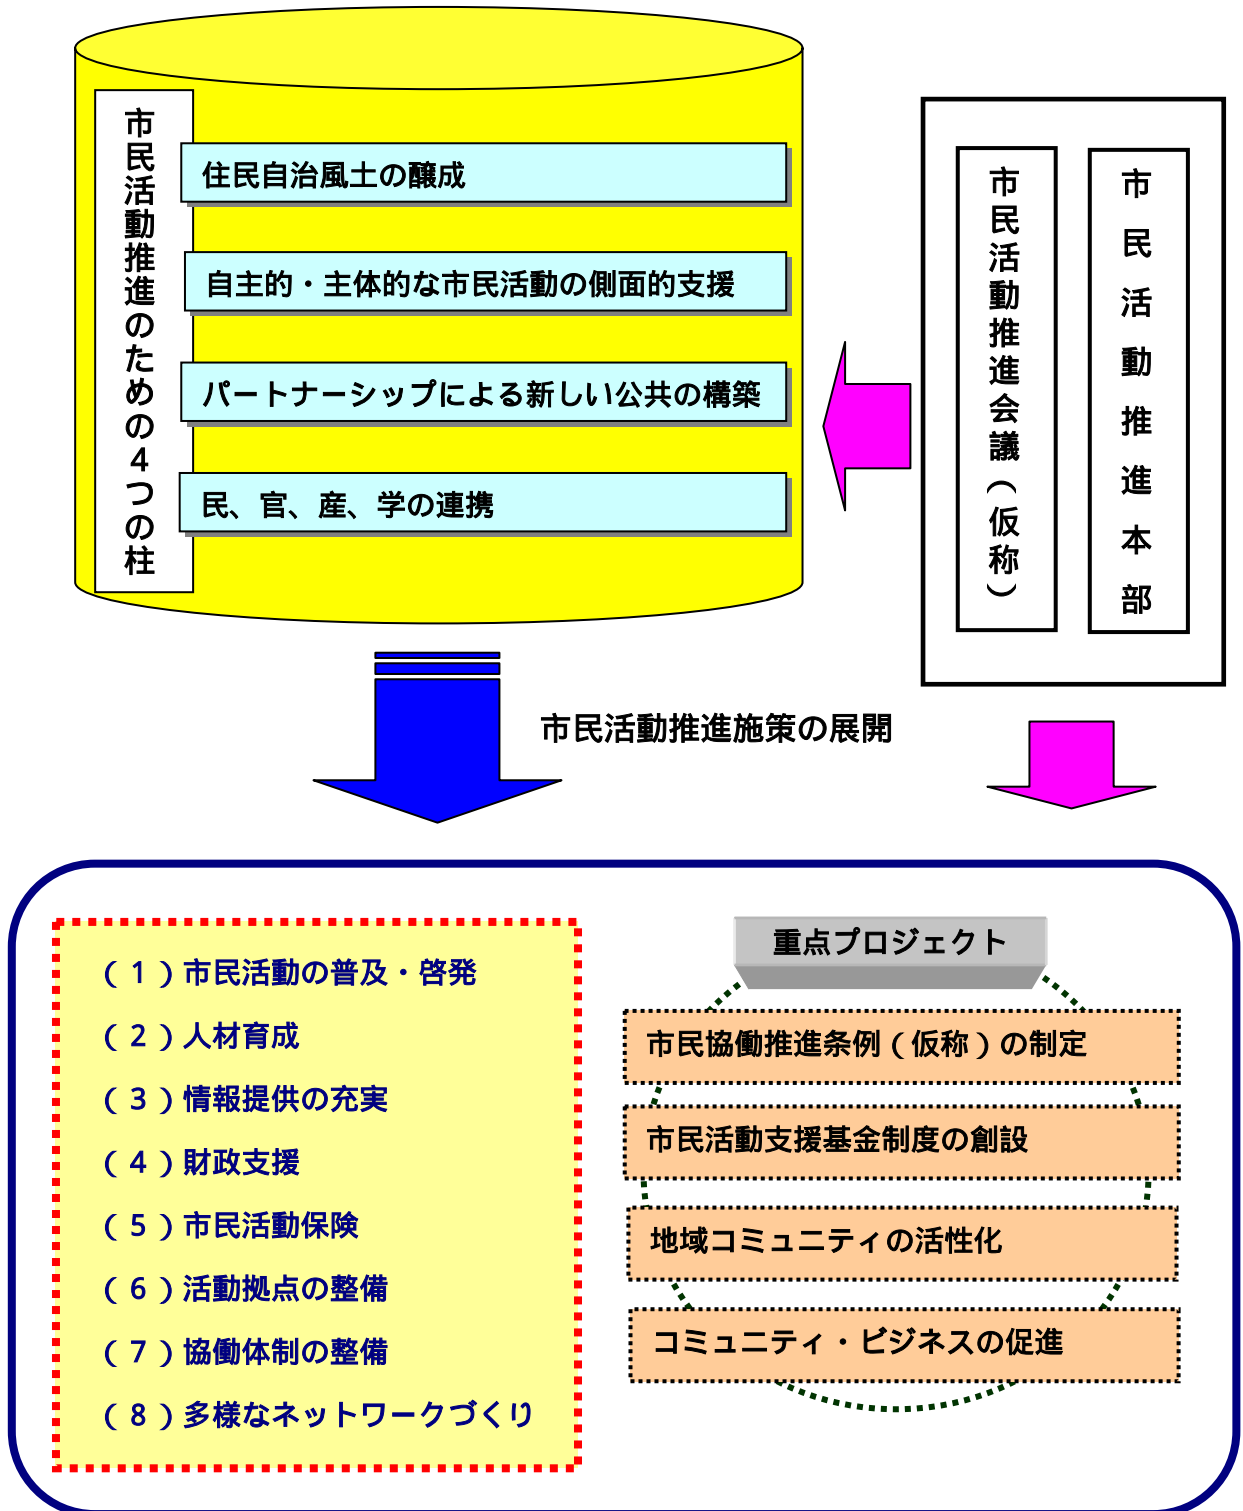 市民活動推進のための４つの柱
住民自治風土の醸成
自主的・主体的な市民活動の側面的支援
パートナーシップによる新しい公共の構築
民、官、産、学の連携
市民活動推進本部
市民活動推進会議（仮称）
市民活動推進施策の展開
（１）市民活動の普及・啓発
（２）人材育成
（３）情報提供の充実
（４）財政支援
（５）市民活動保険
（６）活動拠点の整備
（７）協働体制の整備
（８）多様なネットワークづくり
重点プロジェクト
市民協働推進条例（仮称）の制定
市民活動支援基金制度の創設
地域コミュニティの活性化
コミュニティ・ビジネスの促進